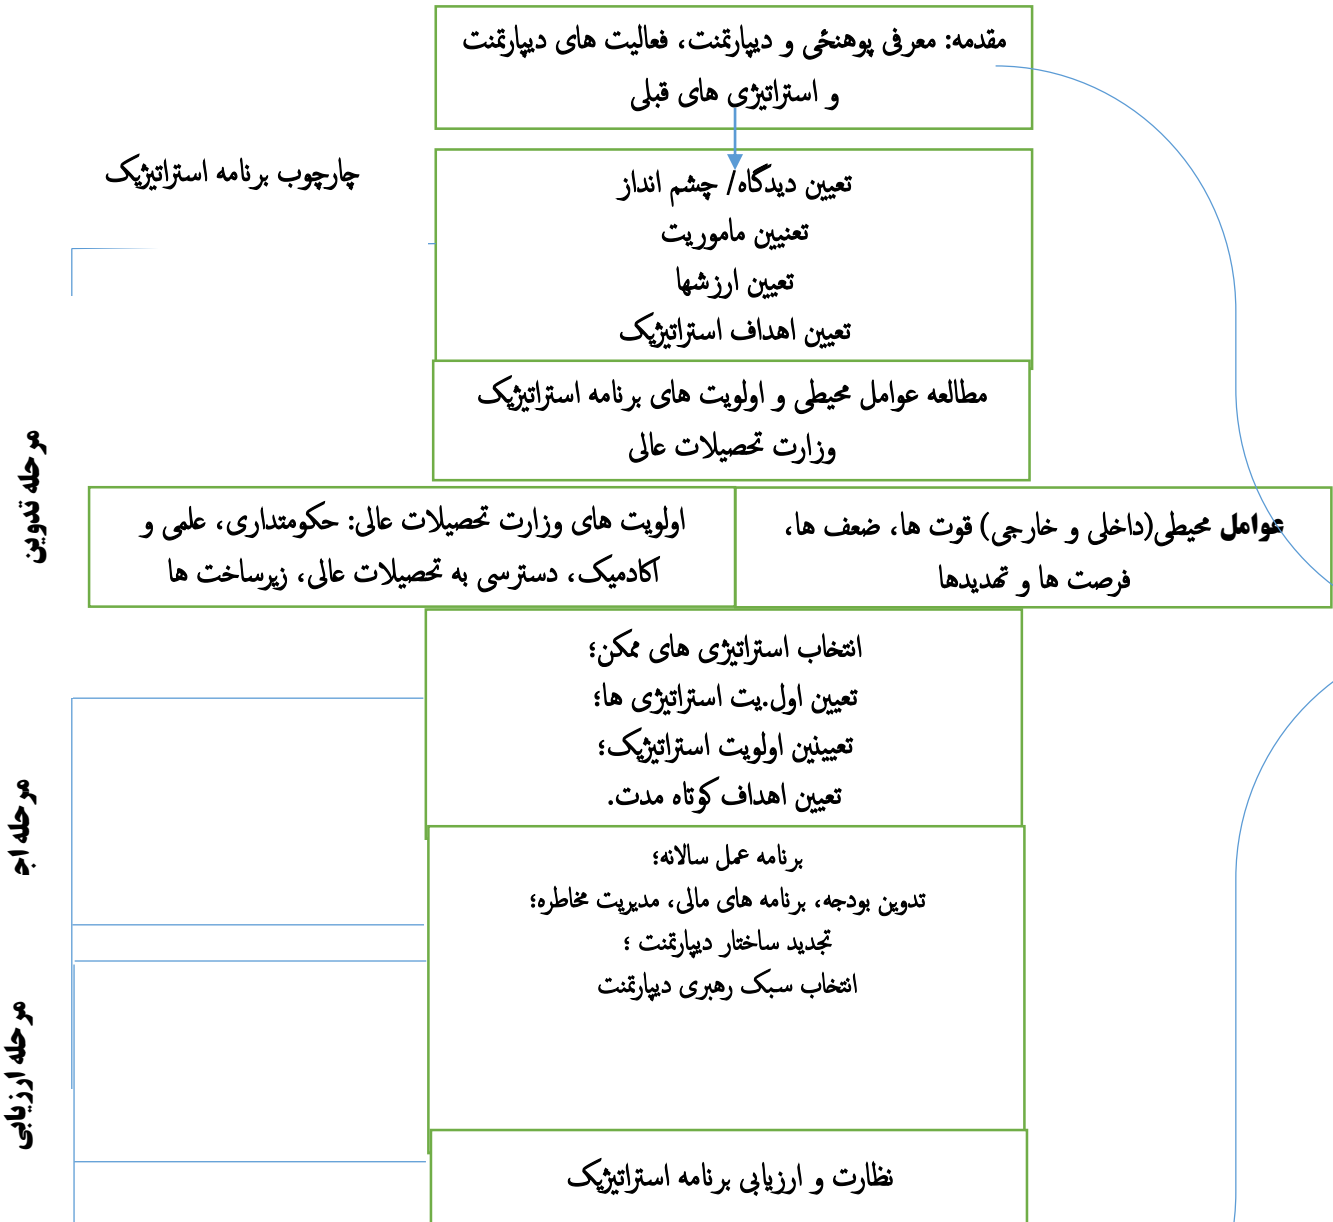 مقدمه: معرفی پوهنځی و دیپارتمنت، فعالیت های دیپارتمنت
و استراتیژی های قبلی
چارچوب برنامه استراتیژیک
تعیین دیدگاه/ چشم انداز
تعنیین ماموریت
تعیین ارزشها
تعیین اهداف استراتیژیک
مطالعه عوامل محیطی و اولویت های برنامه استراتیژیک
وزارت تحصیلات عالی
مرحله تدوین
عوامل محیطی(داخلی و خارجی) قوت ها، ضعف ها،
فرصت ها و تهدیدها
اولویت های وزارت تحصیلات عالی: حکومتداری، علمی و
اکادمیک، دسترسی به تحصیلات عالی، زیرساخت ها
انتخاب استراتیژی های ممکن؛
تعیین اول.یت استراتیژی ها؛
تعیینین اولویت استراتیژیک؛
تعیین اهداف کوتاه مدت.
مرحله اج
برنامه عمل سالانه؛
تدوین بودجه، برنامه های مالی، مدیریت مخاطره؛
تجدید ساختار دیپارتمنت ؛
انتخاب سبک رهبری دیپارتمنت
مرحله ارزیابی
نظارت و ارزیابی برنامه استراتیژیک